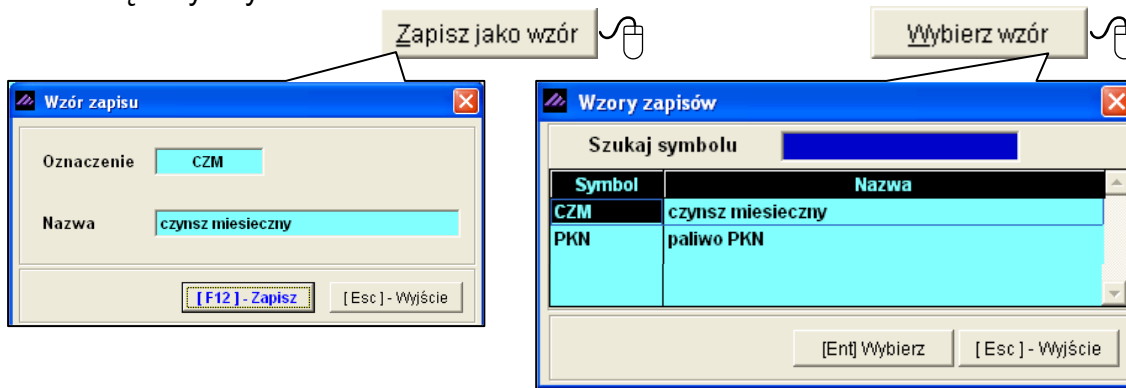 Zapisz jako wzór
Wybierz wzór
Wzór zapisu
Oznaczenie CZM
Nazwa czynsz miesieczny
[ F12 ] - Zapisz [ Esc ] - Wyjście
Wzory zapisów
Szukaj symbolu
Symbol Nazwa
CZM czynsz miesieczny
PKN paliwo PKN
[Ent] Wybierz [ Esc ] - Wyjście